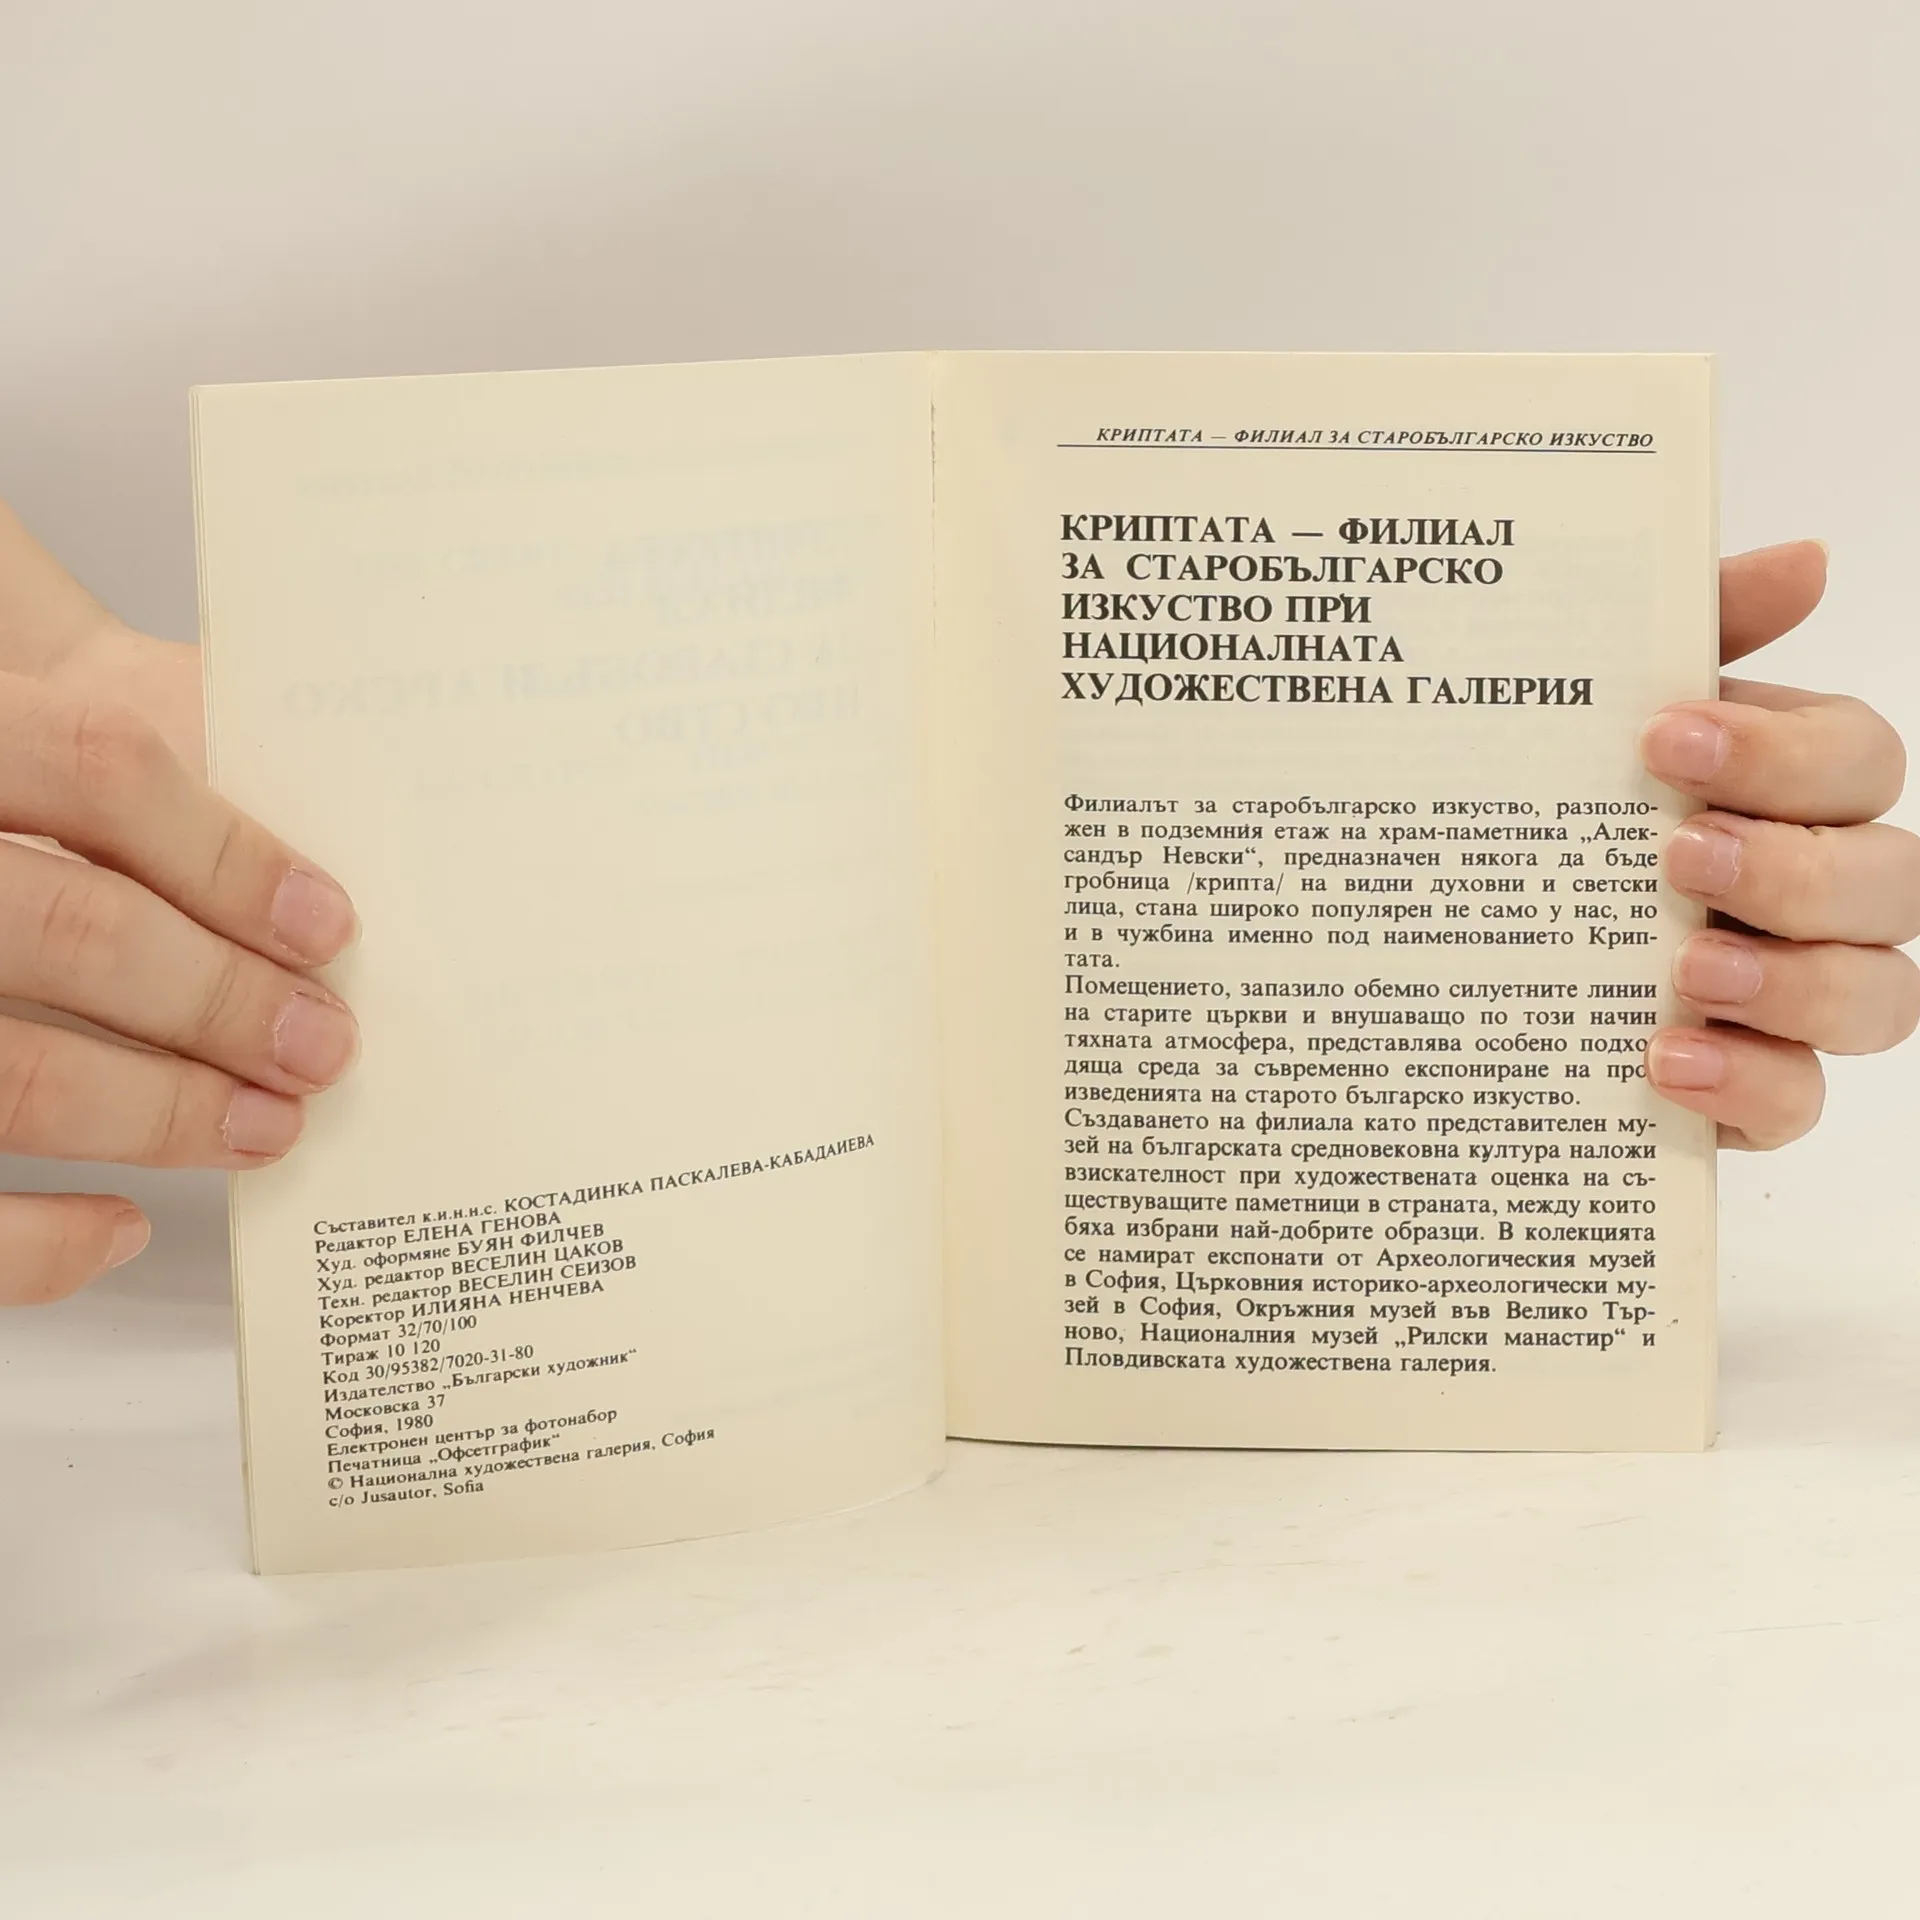 Съставител к.и.н.н.с. КОСТАДИНКА ПАСКАЛЕВА-КАБАДАИЕВА
Редактор ЕЛЕНА ГЕНОВА
Худ. оформяне БУЯН ФИЛЧЕВ
Худ. редактор ВЕСЕЛИН ЦАКОВ
Техн. редактор ВЕСЕЛИН СЕИЗОВ
Коректор ИЛИЯНА НЕНЧЕВА
Формат 32/70/100
Тираж 10 120
Код 30/95382/7020-31-80
Издателство „Български художник“
Московска 37
София, 1980
Електронен център за фотонабор
Печатница „Офсетграфик“
© Национална художествена галерия, София
c/o Jusautor, Sofia
КРИПТАТА — ФИЛИАЛ ЗА СТАРОБЪЛГАРСКО ИЗКУСТВО
КРИПТАТА — ФИЛИАЛ
ЗА СТАРОБЪЛГАРСКО
ИЗКУСТВО ПРИ
НАЦИОНАЛНАТА
ХУДОЖЕСТВЕНА ГАЛЕРИЯ
Филиалът за старобългарско изкуство, разполо-
жен в подземния етаж на храм-паметника „Алек-
сандър Невски“, предназначен някога да бъде
гробница /крипта/ на видни духовни и светски
лица, стана широко популярен не само у нас, но
и в чужбина именно под наименованието Крип-
тата.
Помещението, запазило обемно силуетните линии
на старите църкви и внушаващо по този начин
тяхната атмосфера, представлява особено подхо
дяща среда за съвременно експониране на про
изведенията на старото българско изкуство.
Създаването на филиала като представителен му-
зей на българската средновековна култура наложи
взискателност при художествената оценка на съ-
ществуващите паметници в страната, между които
бяха избрани най-добрите образци. В колекцията
се намират експонати от Археологическия музей
в София, Църковния историко-археологически му-
зей в София, Окръжния музей във Велико Тър-
ново, Националния музей „Рилски манастир“ и
Пловдивската художествена галерия.